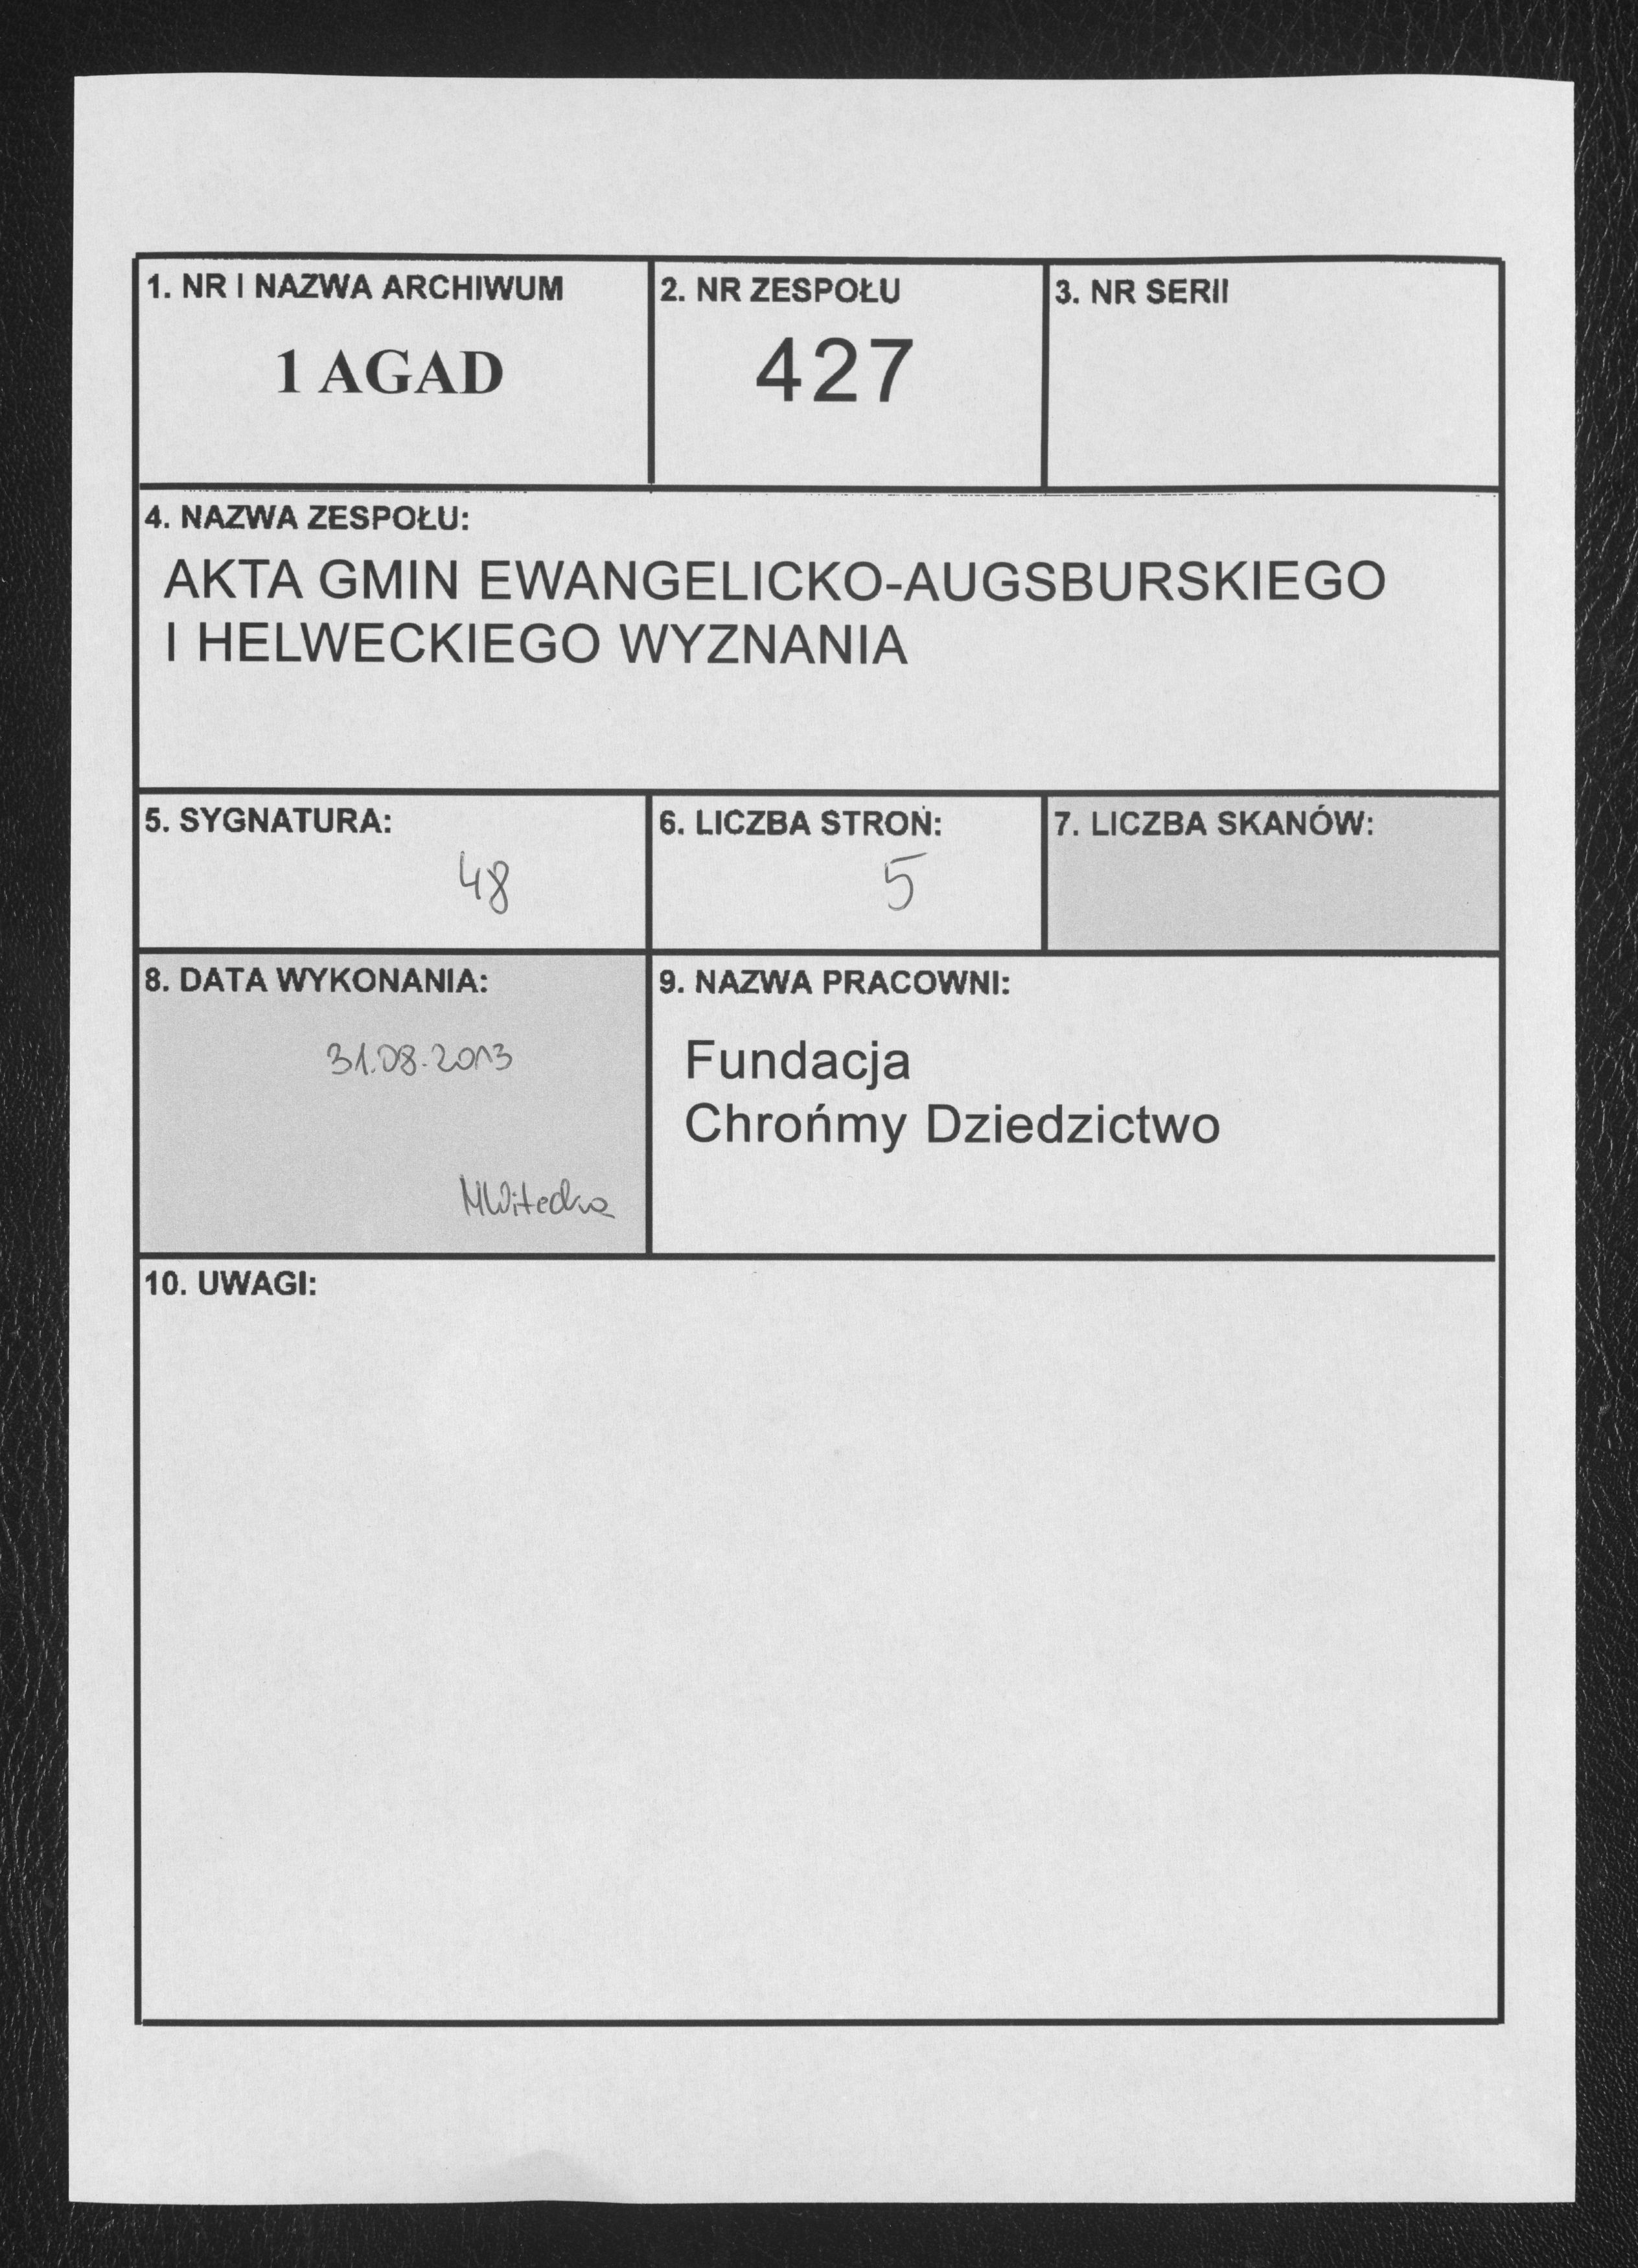 1. NR I NAZWA ARCHIWUM
1 AGAD
2. NR ZESPOŁU
427
3. NR SERII
4. NAZWA ZESPOŁU:
AKTA GMIN EWANGELICKO-AUGSBURSKIEGO
I HELWECKIEGO WYZNANIA
5. SYGNATURA:
48
6. LICZBA STRON:
5
7. LICZBA SKANÓW:
8. DATA WYKONANIA:
31.08.2013
9. NAZWA PRACOWNI:
Fundacja
Chrońmy Dziedzictwo
10. UWAGI: